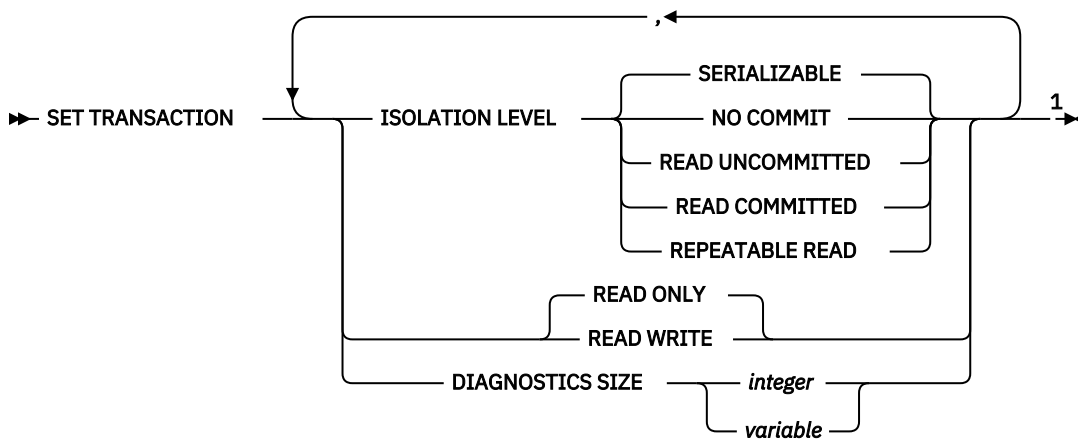 ,
SERIALIZABLE
1
SET TRANSACTION ISOLATION LEVEL NO COMMIT
READ UNCOMMITTED
READ COMMITTED
REPEATABLE READ
READ ONLY
READ WRITE
DIAGNOSTICS SIZE integer
variable